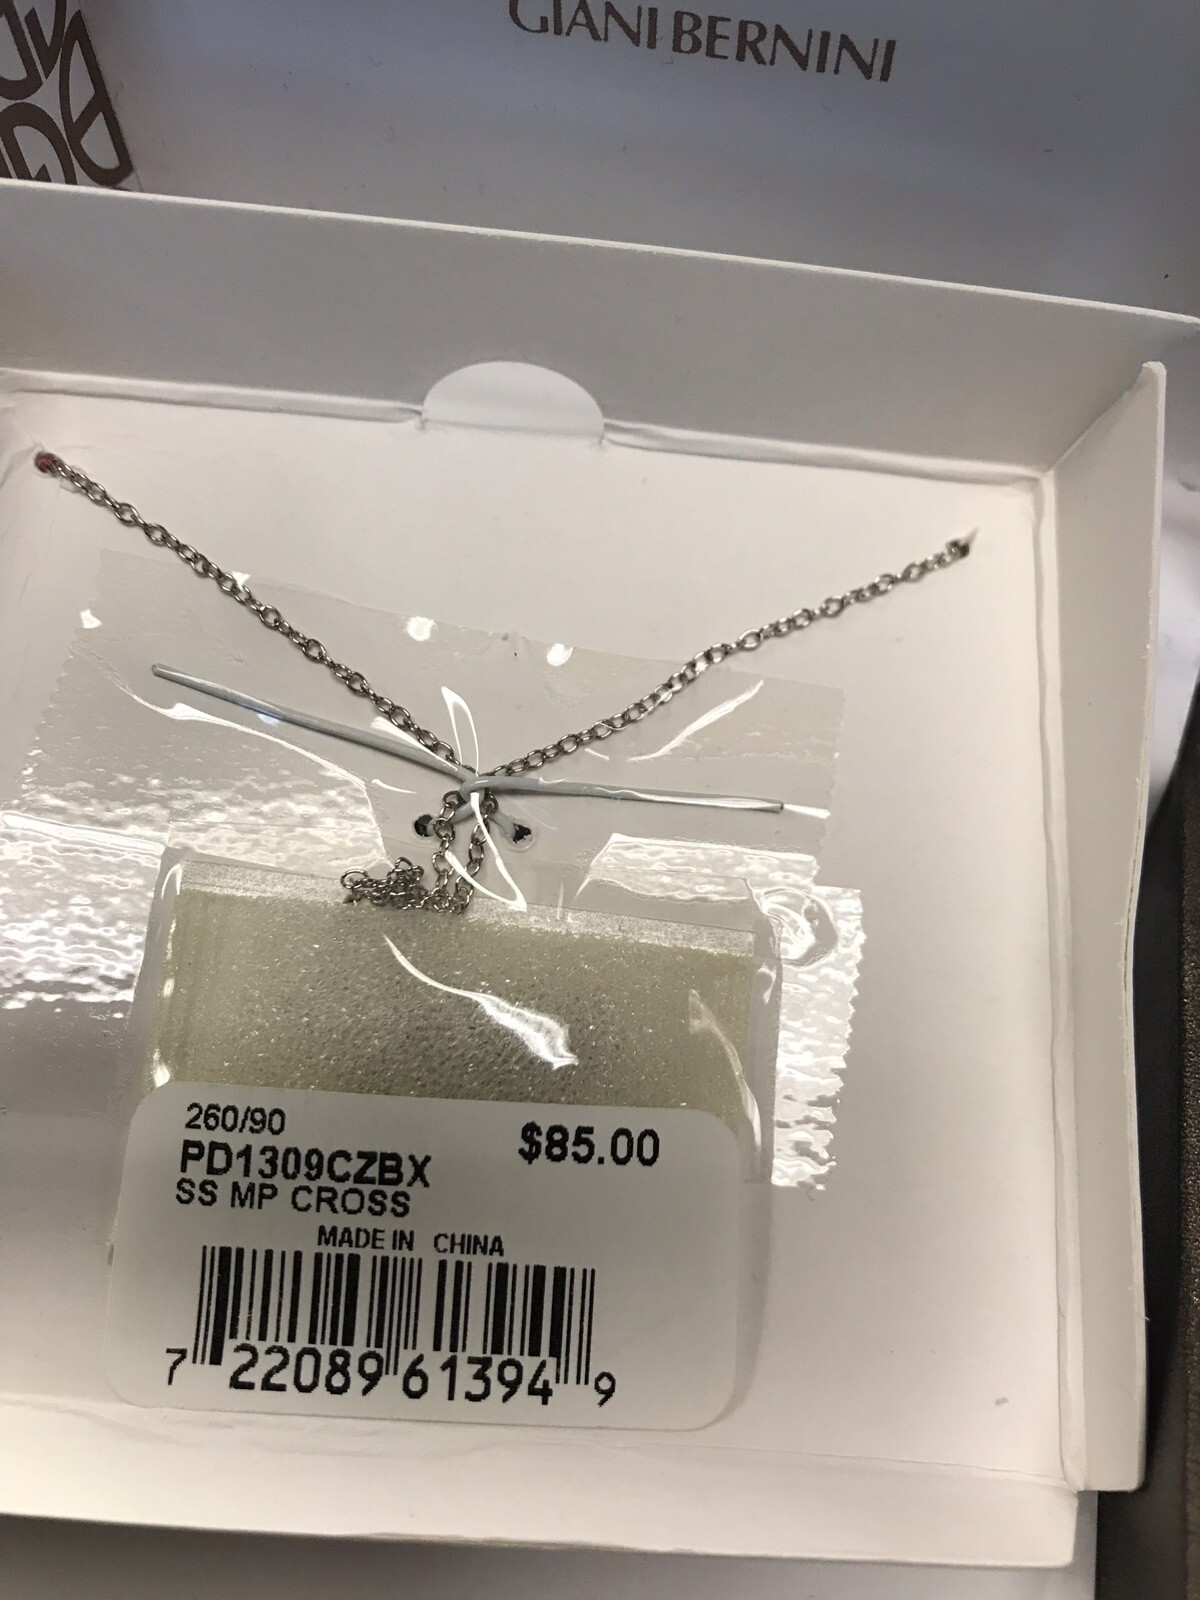 GIANI BERNINI
260/90
$85.00
PD1309CZBX
SS MP CROSS
MADE IN CHINA
7 22089 61394 9